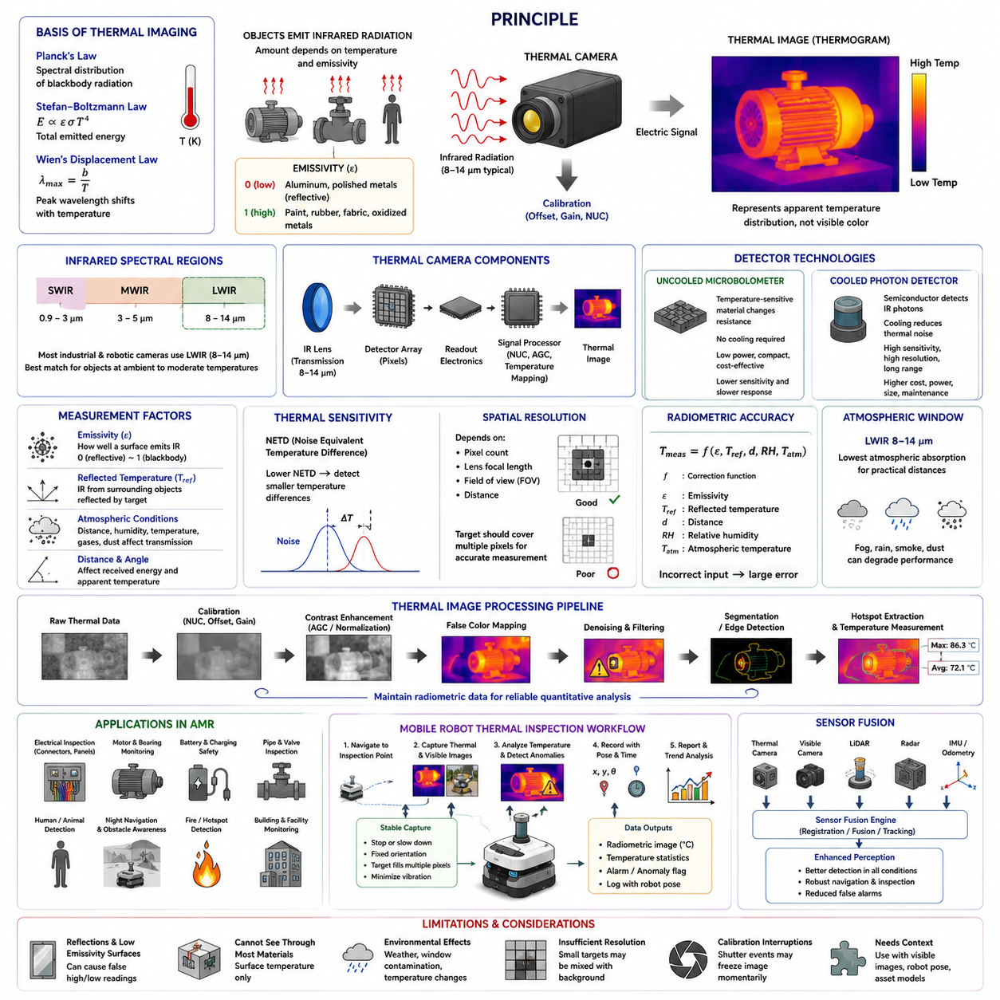 PRINCIPLE
BASIS OF THERMAL IMAGING
Planck's Law
Spectral distribution
of blackbody radiation
Stefan–Boltzmann Law
E ∝ εσT⁴
Total emitted energy
Wien's Displacement Law
λmax = b/T
Peak wavelength shifts
with temperature
T (K)
OBJECTS EMIT INFRARED RADIATION
Amount depends on temperature
and emissivity
EMISSIVITY (ε)
0 (low) Aluminum, polished metals
(reflective)
1 (high) Paint, rubber, fabric, oxidized
metals
THERMAL CAMERA
Infrared Radiation
(8–14 μm typical)
Calibration
(Offset, Gain, NUC)
Electric Signal
THERMAL IMAGE (THERMOGRAM)
High Temp
Low Temp
Represents apparent temperature
distribution, not visible color
INFRARED SPECTRAL REGIONS
SWIR MWIR LWIR
0.9 – 3 μm 3 – 5 μm 8 – 14 μm
Most industrial & robotic cameras use LWIR (8–14 μm)
Best match for objects at ambient to moderate temperatures
THERMAL CAMERA COMPONENTS
IR Lens
(Transmission
8–14 μm)
Detector Array
(Pixels)
Readout
Electronics
Signal Processor
(NUC, AGC,
Temperature
Mapping)
Thermal
Image
DETECTOR TECHNOLOGIES
UNCOOLED MICROBOLOMETER
Temperature-sensitive
material changes
resistance
No cooling required
Low power, compact,
cost-effective
Lower sensitivity and
slower response
COOLED PHOTON DETECTOR
Semiconductor detects
IR photons
Cooling reduces
thermal noise
High sensitivity,
high resolution,
long range
Higher cost, power,
size, maintenance
MEASUREMENT FACTORS
Emissivity (ε)
How well a surface emits IR
0 (reflective) ~ 1 (blackbody)
Reflected Temperature (Tref)
IR from surrounding objects
reflected by target
Atmospheric Conditions
Distance, humidity, temperature,
gases, dust affect transmission
Distance & Angle
Affect received energy and
apparent temperature
THERMAL SENSITIVITY
NETD (Noise Equivalent
Temperature Difference)
Lower NETD → detect
smaller temperature
differences
ΔT
Noise
SPATIAL RESOLUTION
Depends on:
• Pixel count
• Lens focal length
• Field of view (FOV)
• Distance
Good
Target should cover
multiple pixels for
accurate measurement
Poor
RADIOMETRIC ACCURACY
Tmeas = f(ε, Tref, d, RH, Tatm)
f : Correction function
ε : Emissivity
Tref : Reflected temperature
d : Distance
RH : Relative humidity
Tatm : Atmospheric temperature
Incorrect input → large error
ATMOSPHERIC WINDOW
LWIR 8–14 μm
Lowest atmospheric absorption
for practical distances
Fog, rain, smoke, dust
can degrade performance
THERMAL IMAGE PROCESSING PIPELINE
Raw Thermal Data
Calibration
(NUC, Offset, Gain)
Contrast Enhancement
(AGC / Normalization)
False Color Mapping
Denoising & Filtering
Segmentation
/ Edge Detection
Hotspot Extraction
& Temperature Measurement
Max: 86.3 °C
Avg: 72.1 °C
Maintain radiometric data for reliable quantitative analysis
APPLICATIONS IN AMR
Electrical Inspection
(Connectors, Panels)
Motor & Bearing
Monitoring
Battery & Charging
Safety
Pipe & Valve
Inspection
Human / Animal
Detection
Night Navigation
& Obstacle Awareness
Fire / Hotspot
Detection
Building & Facility
Monitoring
MOBILE ROBOT THERMAL INSPECTION WORKFLOW
1. Navigate to
Inspection Point
2. Capture Thermal
& Visible Images
3. Analyze Temperature
& Detect Anomalies
4. Record with
Pose & Time
x, y, θ
5. Report &
Trend Analysis
Stable Capture
• Stop or slow down
• Fixed orientation
• Target fills multiple pixels
• Minimize vibration
Data Outputs
• Radiometric image (°C)
• Temperature statistics
• Alarm / Anomaly flag
• Log with robot pose
SENSOR FUSION
Thermal
Camera
Visible
Camera
LiDAR
Radar
IMU /
Odometry
Sensor Fusion Engine
(Registration / Fusion / Tracking)
Enhanced Perception
• Better detection in all conditions
• Robust navigation & inspection
• Reduced false alarms
LIMITATIONS & CONSIDERATIONS
Reflections & Low
Emissivity Surfaces
Can cause false
high/low readings
Cannot See Through
Most Materials
Surface temperature
only
Environmental Effects
Weather, window
contamination,
temperature changes
Insufficient Resolution
Small targets may
be mixed with
background
Calibration Interruptions
Shutter events may
freeze image
momentarily
Needs Context
Use with visible
images, robot pose,
asset models